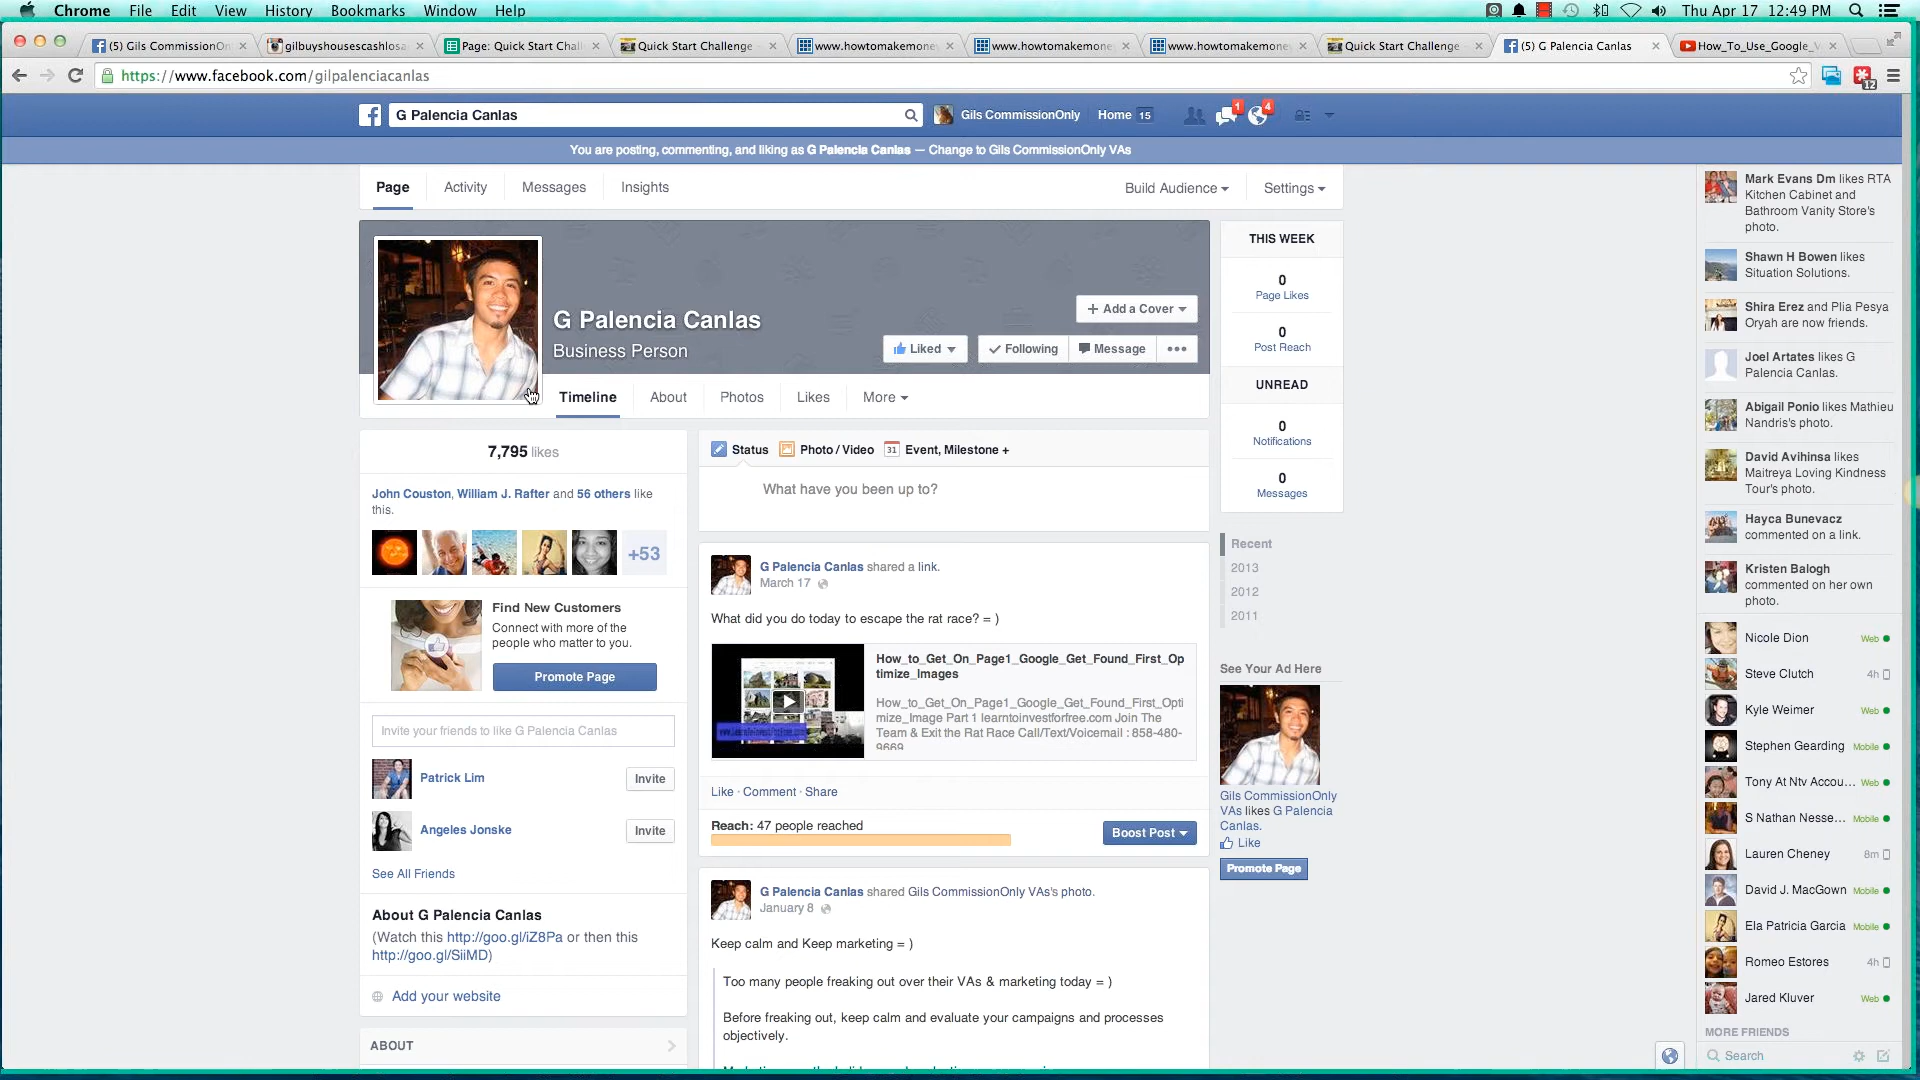 Chrome File Edit View History Bookmarks Window Help
Thu Apr 17 12:49 PM
(5) Gils CommissionOn
gilbuyshousescashlosa
Page: Quick Start Chall
Quick Start Challenge
www.howtomakemone
www.howtomakemone
www.howtomakemone
Quick Start Challenge
(5) G Palencia Canlas
How_To_Use_Google_V
https://www.facebook.com/gilpalenciacanlas
12
G Palencia Canlas
Gils CommissionOnly
Home 15
1
4
You are posting, commenting, and liking as G Palencia Canlas — Change to Gils CommissionOnly VAs
Page Activity Messages Insights
Build Audience Settings
G Palencia Canlas
Business Person
+ Add a Cover
Liked
Following
Message
Timeline About Photos Likes More
7,795 likes
John Couston, William J. Rafter and 56 others like
this.
+53
Find New Customers
Connect with more of the
people who matter to you.
Promote Page
Invite your friends to like G Palencia Canlas
Patrick Lim
Invite
Angeles Jonske
Invite
See All Friends
About G Palencia Canlas
(Watch this http://goo.gl/iZ8Pa or then this
http://goo.gl/SiiMD)
Add your website
ABOUT
Status Photo / Video 31 Event, Milestone +
What have you been up to?
G Palencia Canlas shared a link.
March 17
What did you do today to escape the rat race? = )
How_to_Get_On_Page1_Google_Get_Found_First_Op
timize_Images
How_to_Get_On_Page1_Google_Get_Found_First_Opti
mize_Image Part 1 learntoinvestforfree.com Join The
Team & Exit the Rat Race Call/Text/Voicemail : 858-480-
9669
Like · Comment · Share
Reach: 47 people reached
Boost Post
G Palencia Canlas shared Gils CommissionOnly VAs's photo.
January 8
Keep calm and Keep marketing = )
Too many people freaking out over their VAs & marketing today = )
Before freaking out, keep calm and evaluate your campaigns and processes
objectively.
THIS WEEK
0
Page Likes
0
Post Reach
UNREAD
0
Notifications
0
Messages
Recent
2013
2012
2011
See Your Ad Here
Gils CommissionOnly
VAs likes G Palencia
Canlas.
Like
Promote Page
Mark Evans Dm likes RTA
Kitchen Cabinet and
Bathroom Vanity Store's
photo.
Shawn H Bowen likes
Situation Solutions.
Shira Erez and Plia Pesya
Oryah are now friends.
Joel Artates likes G
Palencia Canlas.
Abigail Ponio likes Mathieu
Nandris's photo.
David Avihinsa likes
Maitreya Loving Kindness
Tour's photo.
Hayca Bunevacz
commented on a link.
Kristen Balogh
commented on her own
photo.
Nicole Dion Web
Steve Clutch 4h
Kyle Weimer Web
Stephen Gearding Mobile
Tony At Ntv Accou... Web
S Nathan Nesse... Mobile
Lauren Cheney 8m
David J. MacGown Mobile
Ela Patricia Garcia Mobile
Romeo Estores 4h
Jared Kluver Web
MORE FRIENDS
Search